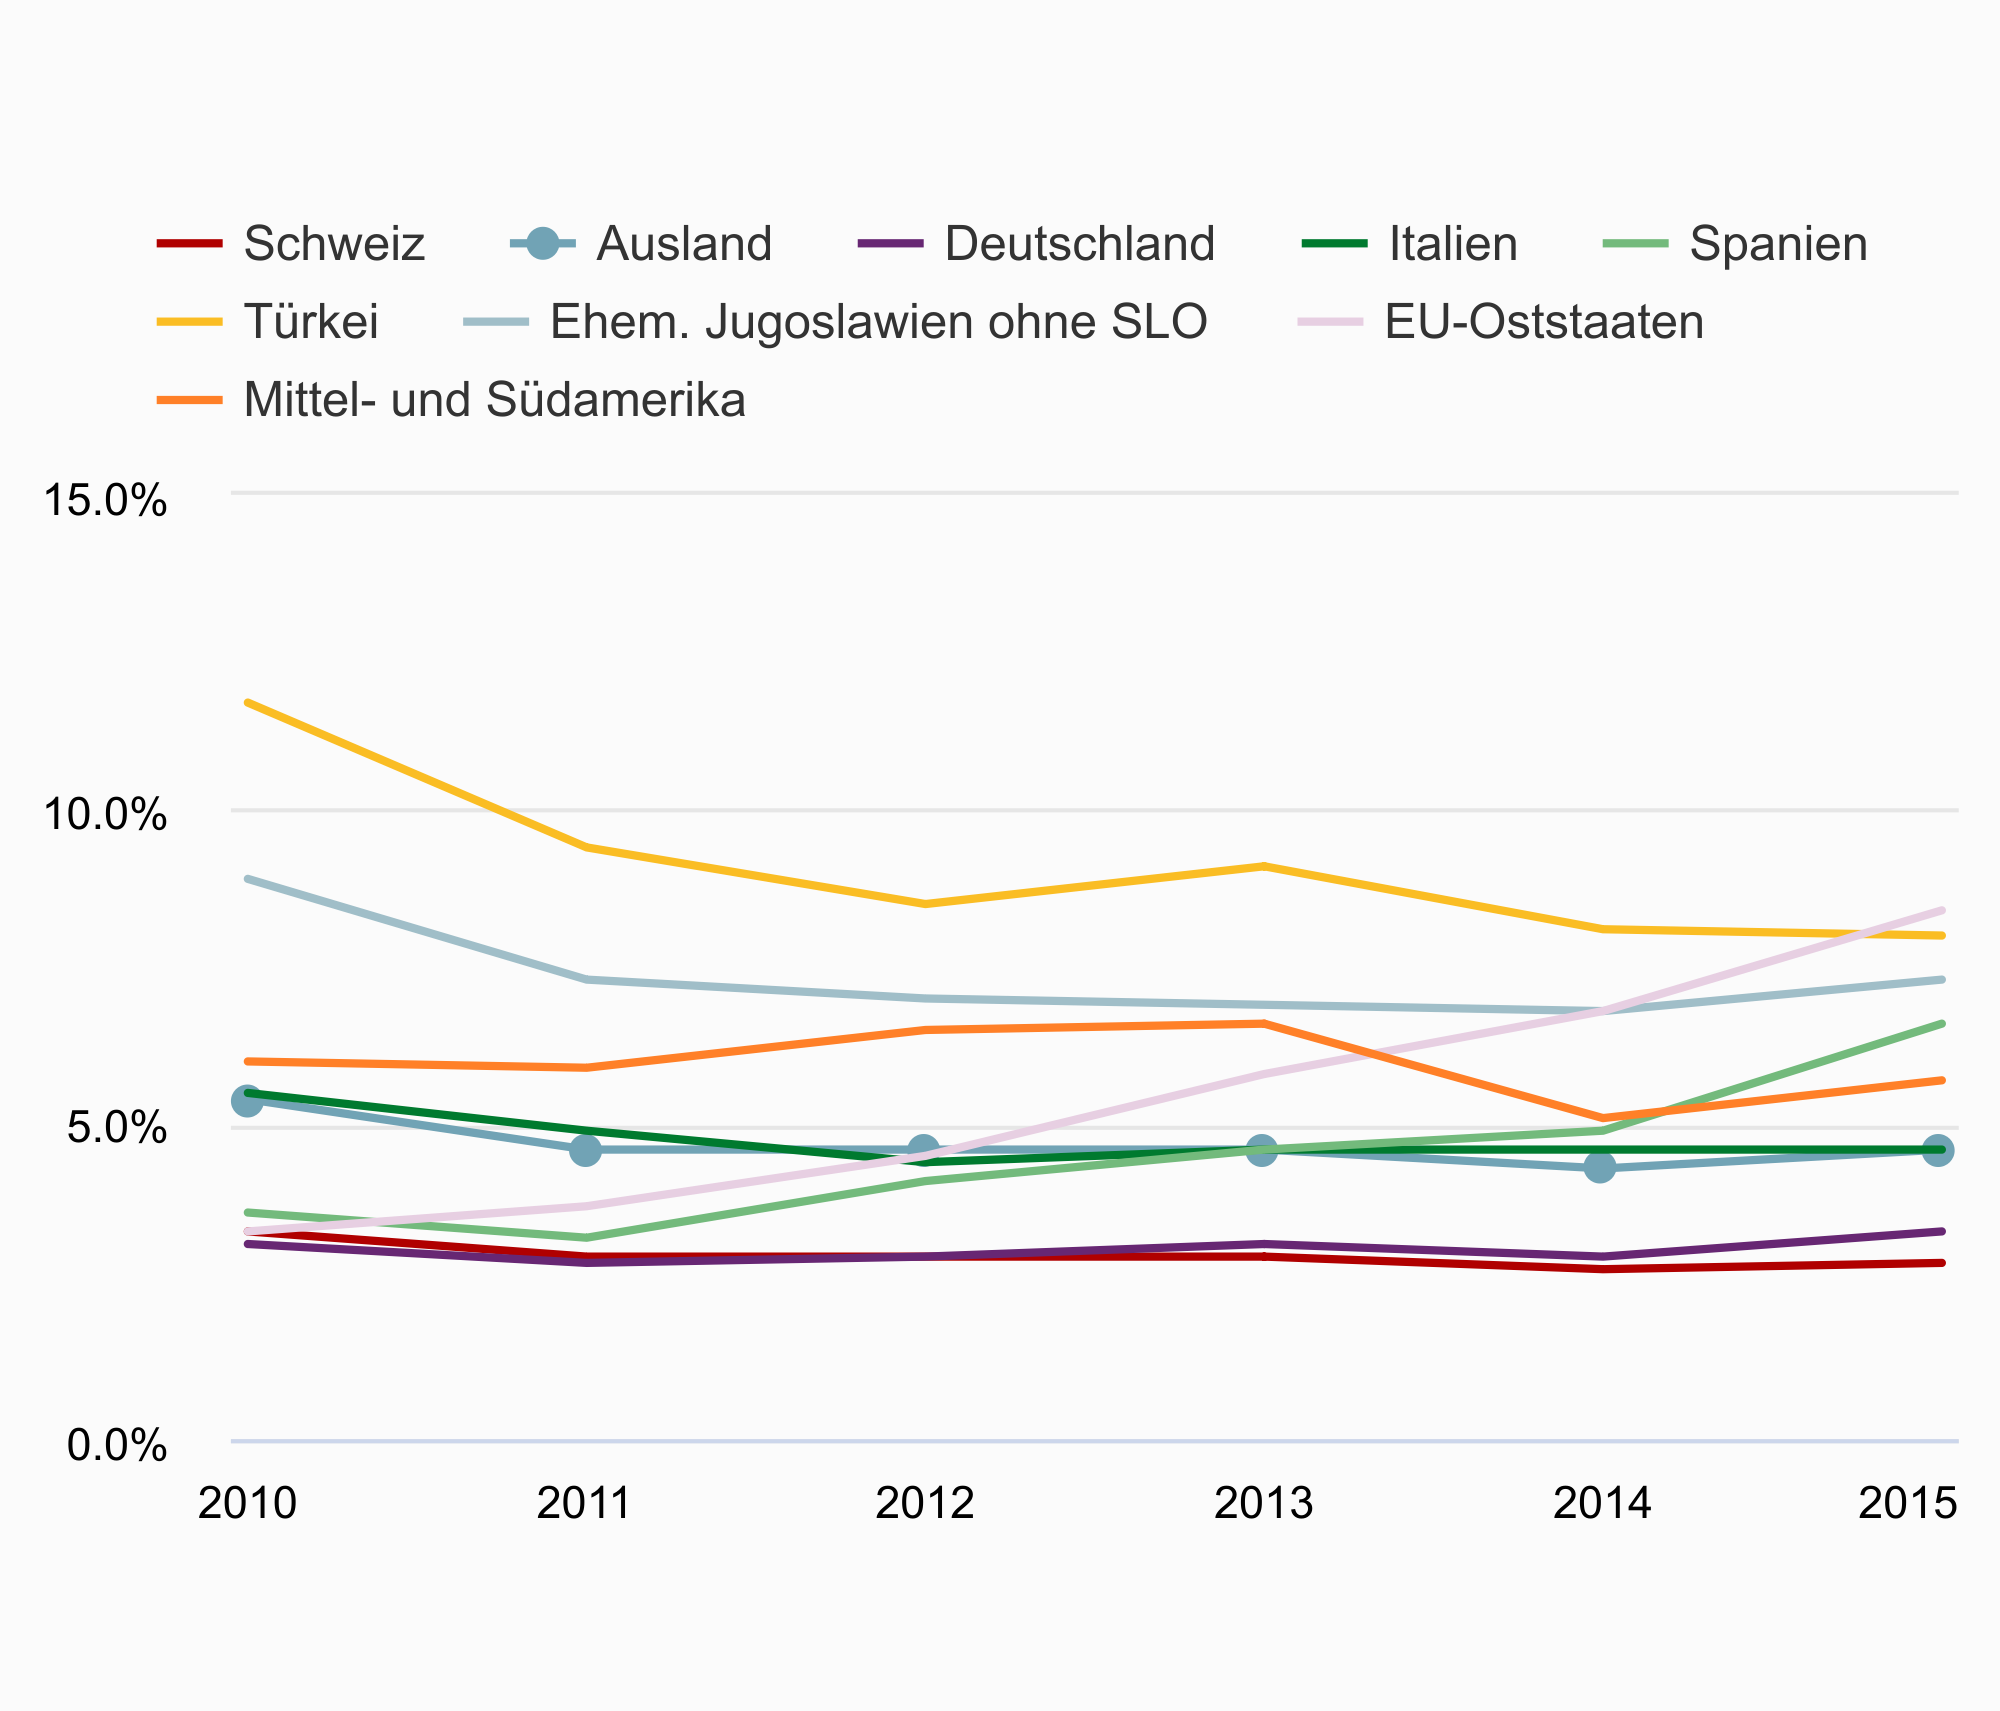 Schweiz Ausland Deutschland Italien Spanien
Türkei Ehem. Jugoslawien ohne SLO EU-Oststaaten
Mittel- und Südamerika
15.0%
10.0%
5.0%
0.0%
2010 2011 2012 2013 2014 2015